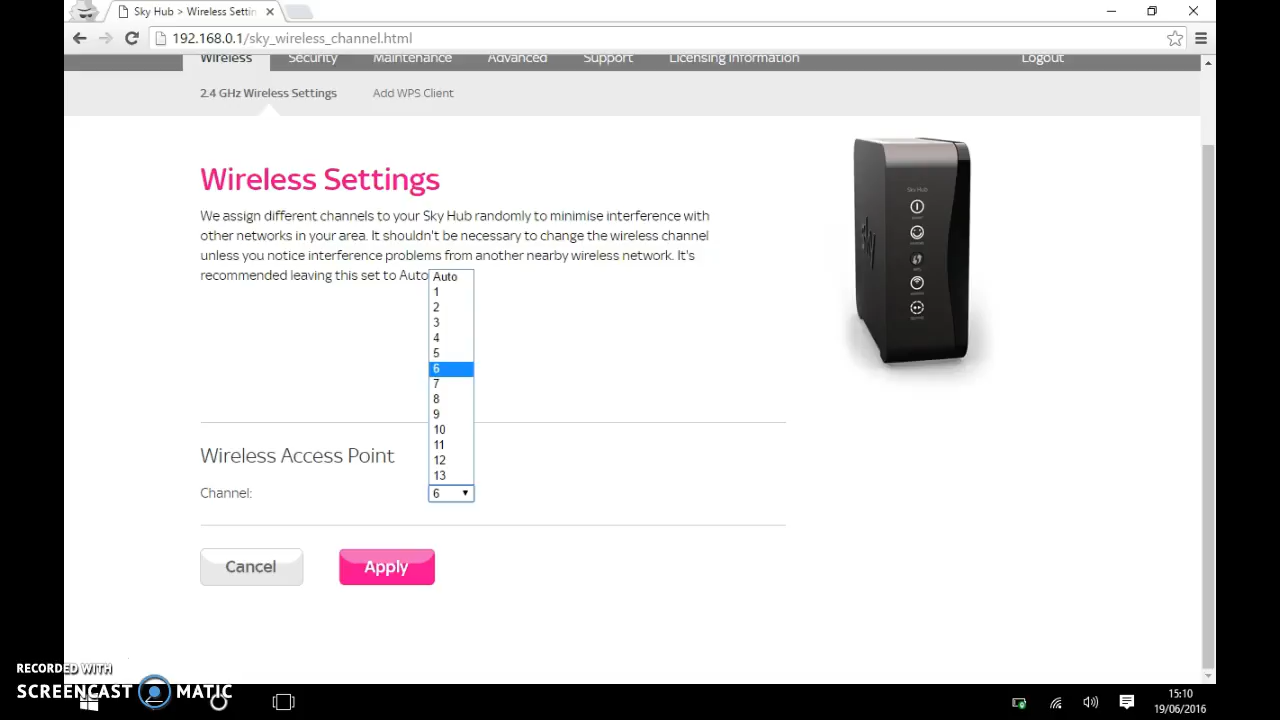 Sky Hub > Wireless Settin
192.168.0.1/sky_wireless_channel.html
Wireless Security Maintenance Advanced Support Licensing Information Logout
2.4 GHz Wireless Settings Add WPS Client
Wireless Settings
We assign different channels to your Sky Hub randomly to minimise interference with
other networks in your area. It shouldn't be necessary to change the wireless channel
unless you notice interference problems from another nearby wireless network. It's
recommended leaving this set to Auto
Auto
1
2
3
4
5
6
7
8
9
10
11
12
13
Sky Hub
sky
Wireless Access Point
Channel: 6
Cancel Apply
RECORDED WITH
SCREENCAST MATIC
15:10
19/06/2016